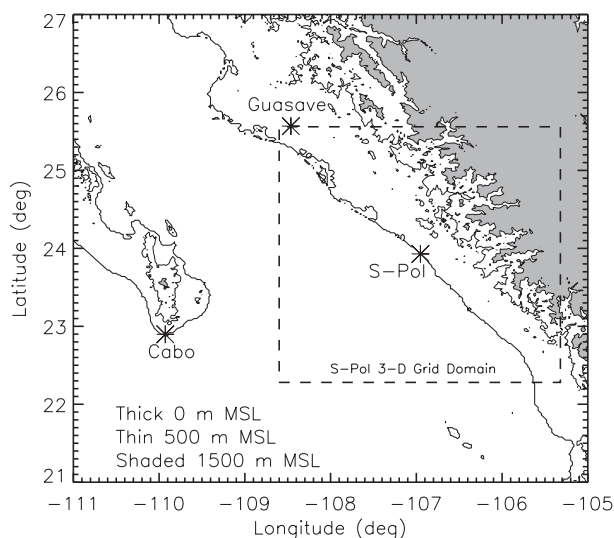 27
26
25
24
23
22
21
Latitude (deg)
Guasave
S-Pol
Cabo
S-Pol 3-D Grid Domain
Thick 0 m MSL
Thin 500 m MSL
Shaded 1500 m MSL
-111 -110 -109 -108 -107 -106 -105
Longitude (deg)